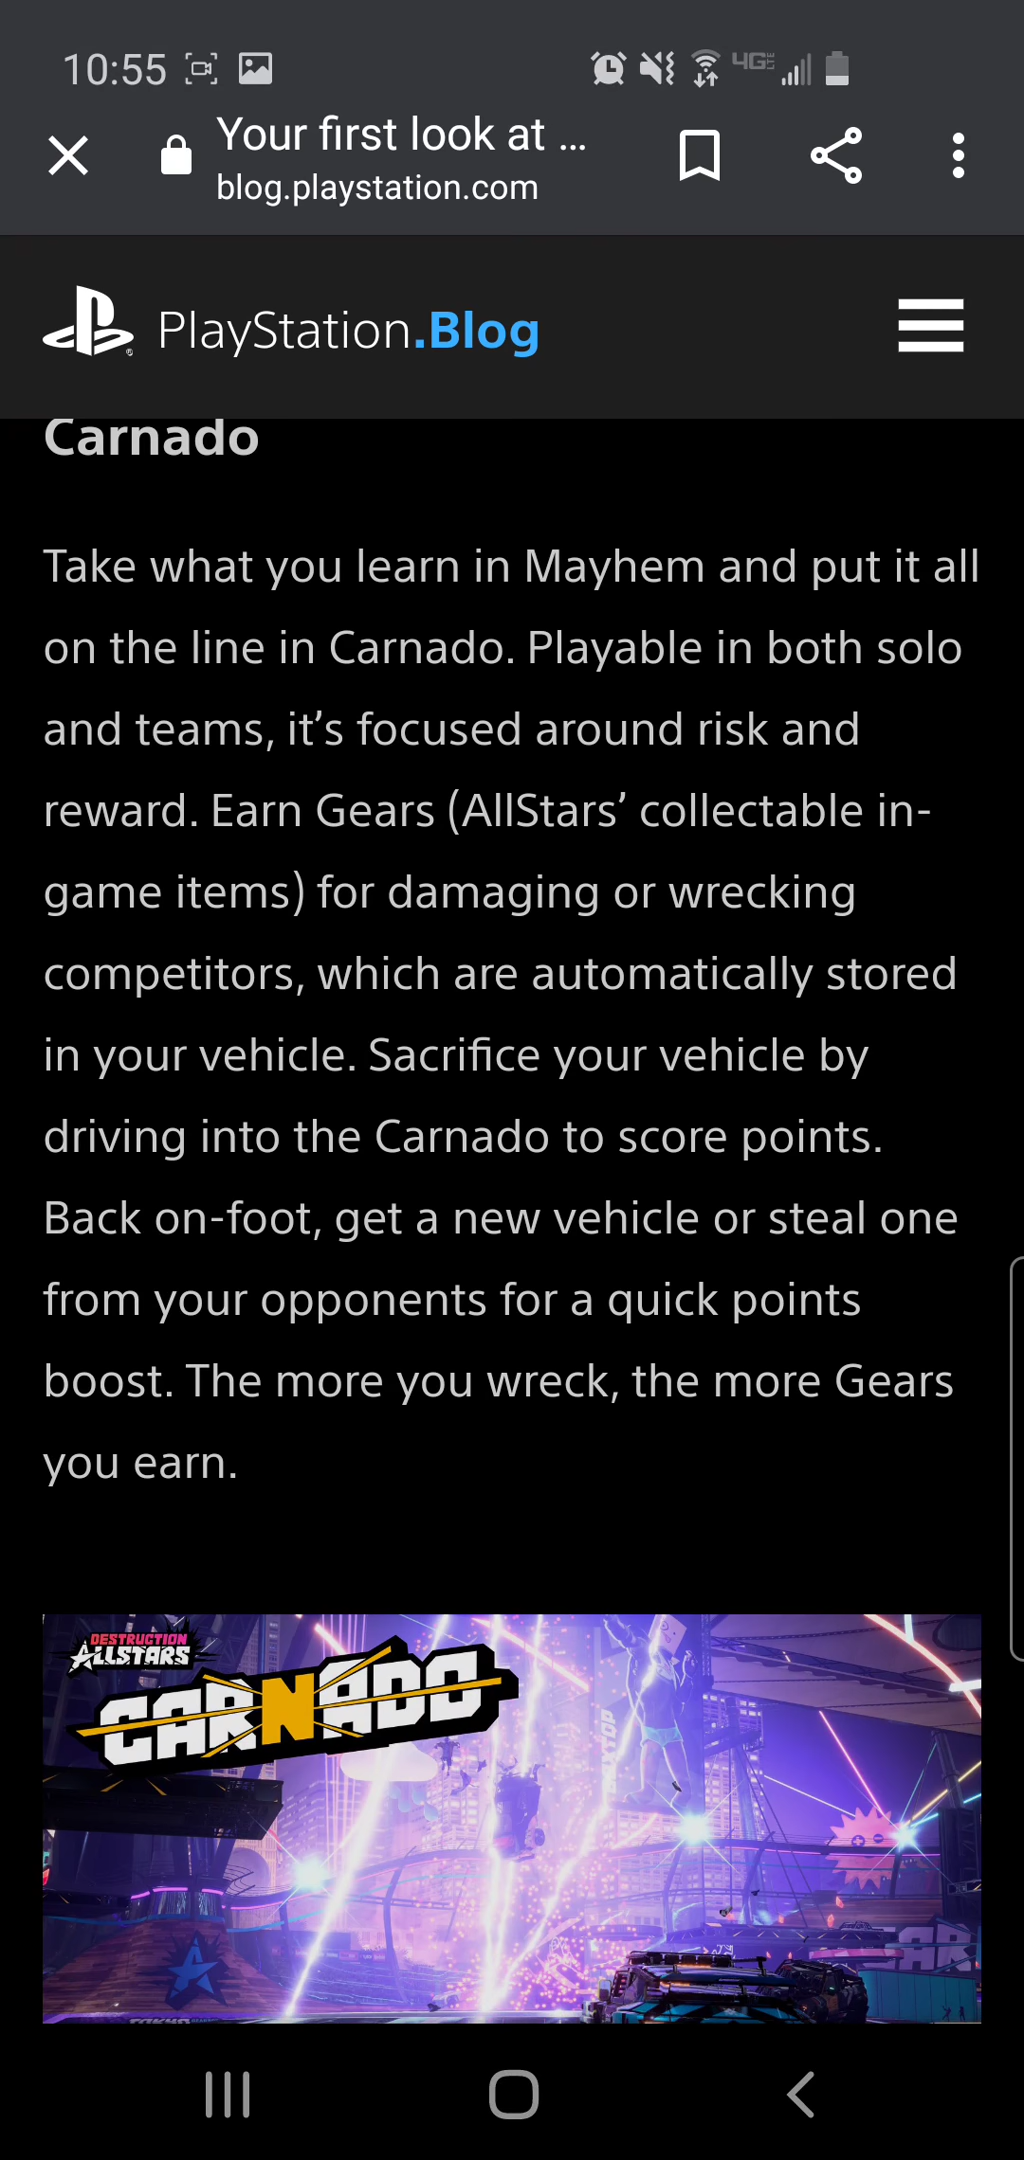 10:55 4GE
Your first look at ...
blog.playstation.com
PlayStation.Blog
Carnado
Take what you learn in Mayhem and put it all
on the line in Carnado. Playable in both solo
and teams, it’s focused around risk and
reward. Earn Gears (AllStars’ collectable in-
game items) for damaging or wrecking
competitors, which are automatically stored
in your vehicle. Sacrifice your vehicle by
driving into the Carnado to score points.
Back on-foot, get a new vehicle or steal one
from your opponents for a quick points
boost. The more you wreck, the more Gears
you earn.
DESTRUCTION
ALLSTARS
CARNADO